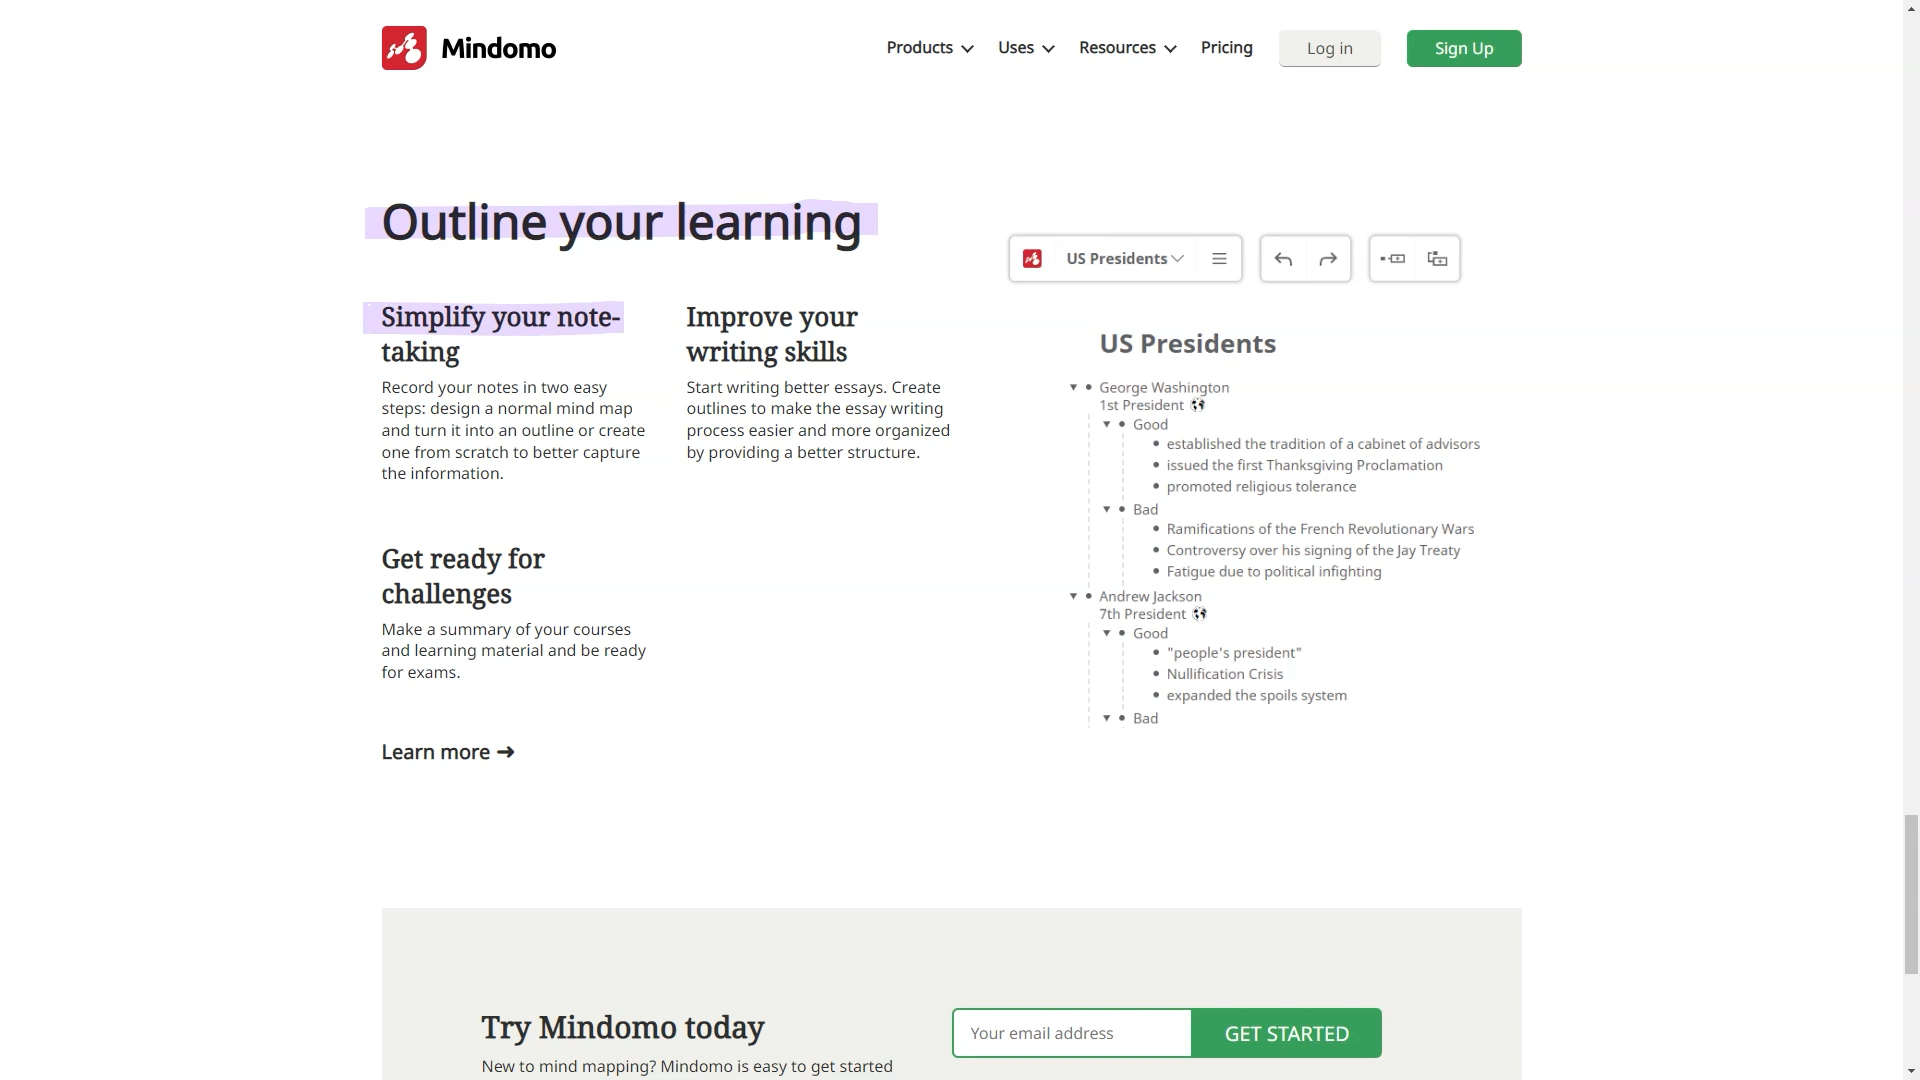 Mindomo
Products
Uses
Resources
Pricing
Log in
Sign Up
Outline your learning
Simplify your note-
taking
Record your notes in two easy
steps: design a normal mind map
and turn it into an outline or create
one from scratch to better capture
the information.
Improve your
writing skills
Start writing better essays. Create
outlines to make the essay writing
process easier and more organized
by providing a better structure.
Get ready for
challenges
Make a summary of your courses
and learning material and be ready
for exams.
Learn more →
US Presidents
US Presidents
George Washington
1st President
Good
established the tradition of a cabinet of advisors
issued the first Thanksgiving Proclamation
promoted religious tolerance
Bad
Ramifications of the French Revolutionary Wars
Controversy over his signing of the Jay Treaty
Fatigue due to political infighting
Andrew Jackson
7th President
Good
"people's president"
Nullification Crisis
expanded the spoils system
Bad
Try Mindomo today
New to mind mapping? Mindomo is easy to get started
Your email address
GET STARTED